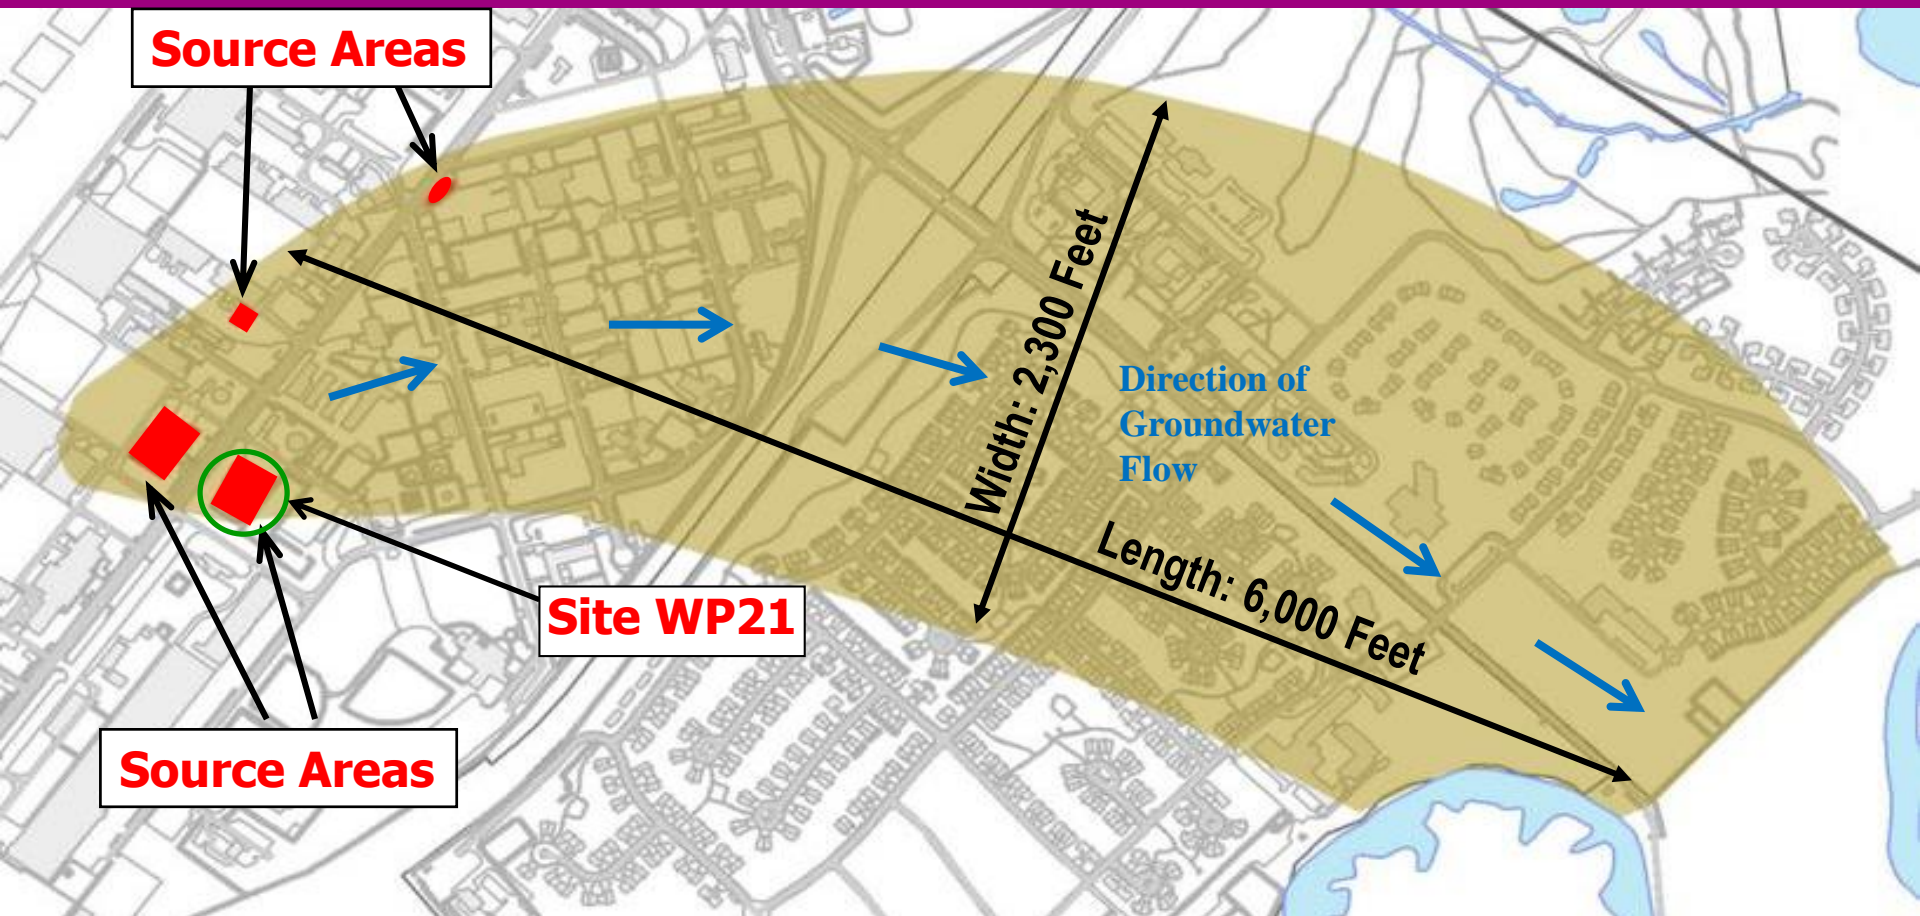 Source Areas
Width: 2,300 Feet
Direction of
Groundwater
Flow
Length: 6,000 Feet
Site WP21
Source Areas